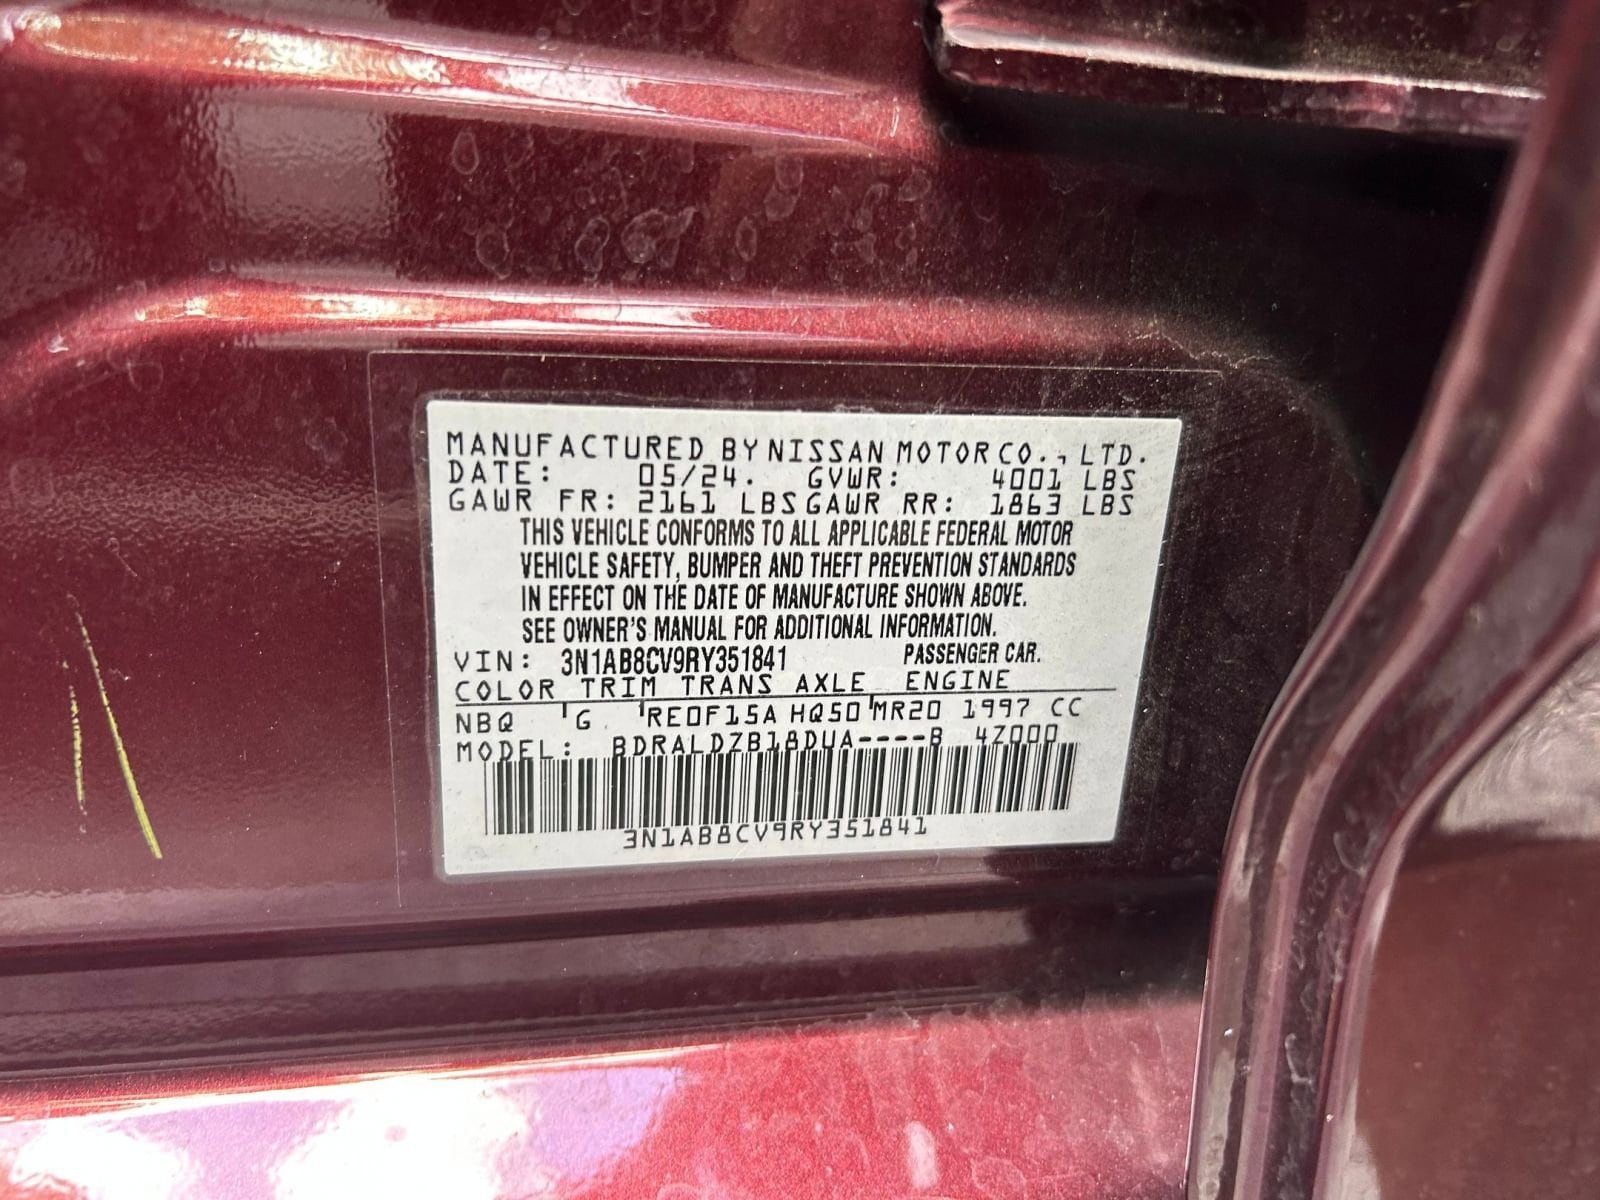 MANUFACTURED BY NISSAN MOTOR CO., LTD.
DATE: 05/24. GVWR: 4001 LBS
GAWR FR: 2161 LBS GAWR RR: 1863 LBS
THIS VEHICLE CONFORMS TO ALL APPLICABLE FEDERAL MOTOR
VEHICLE SAFETY, BUMPER AND THEFT PREVENTION STANDARDS
IN EFFECT ON THE DATE OF MANUFACTURE SHOWN ABOVE.
SEE OWNER'S MANUAL FOR ADDITIONAL INFORMATION.
VIN: 3N1AB8CV9RY351841 PASSENGER CAR.
COLOR TRIM TRANS AXLE ENGINE
NBQ G RE0F15A HQ50 MR20 1997 CC
MODEL: BDRALDZB18DUA----B 4Z000
3N1AB8CV9RY351841